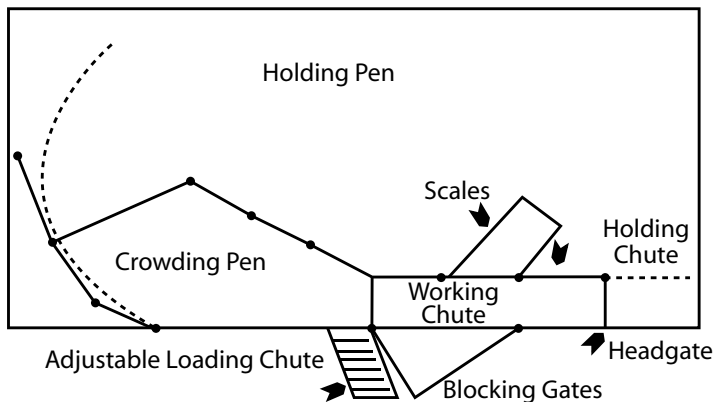 Holding Pen
Scales
Holding
Chute
Crowding Pen
Working
Chute
Adjustable Loading Chute
Headgate
Blocking Gates